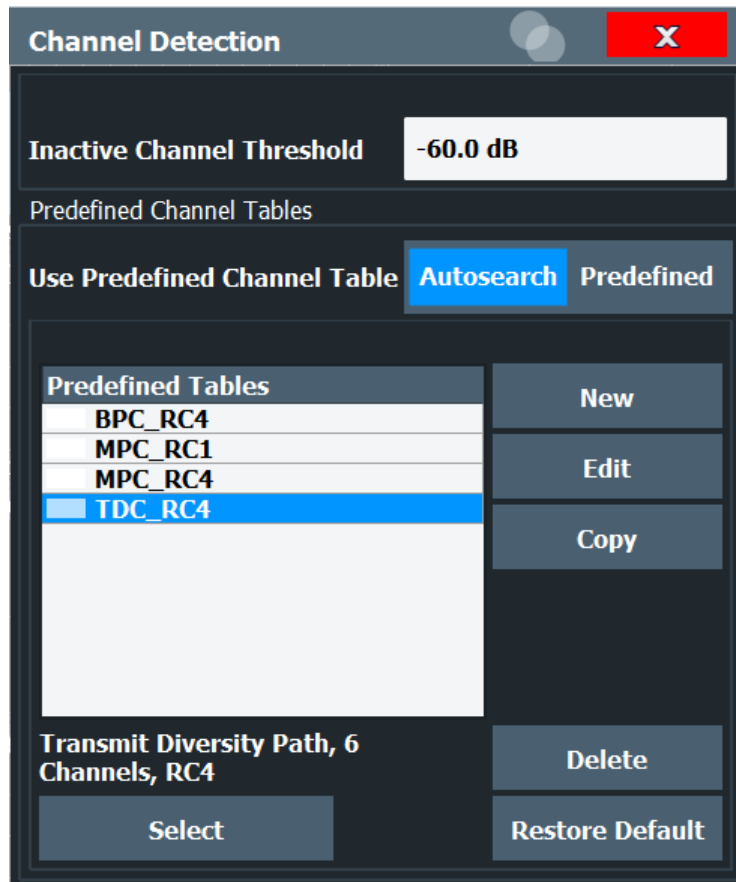 Channel Detection
X
Inactive Channel Threshold
-60.0 dB
Predefined Channel Tables
Use Predefined Channel Table
Autosearch
Predefined
Predefined Tables
BPC_RC4
MPC_RC1
MPC_RC4
TDC_RC4
New
Edit
Copy
Transmit Diversity Path, 6
Channels, RC4
Delete
Select
Restore Default